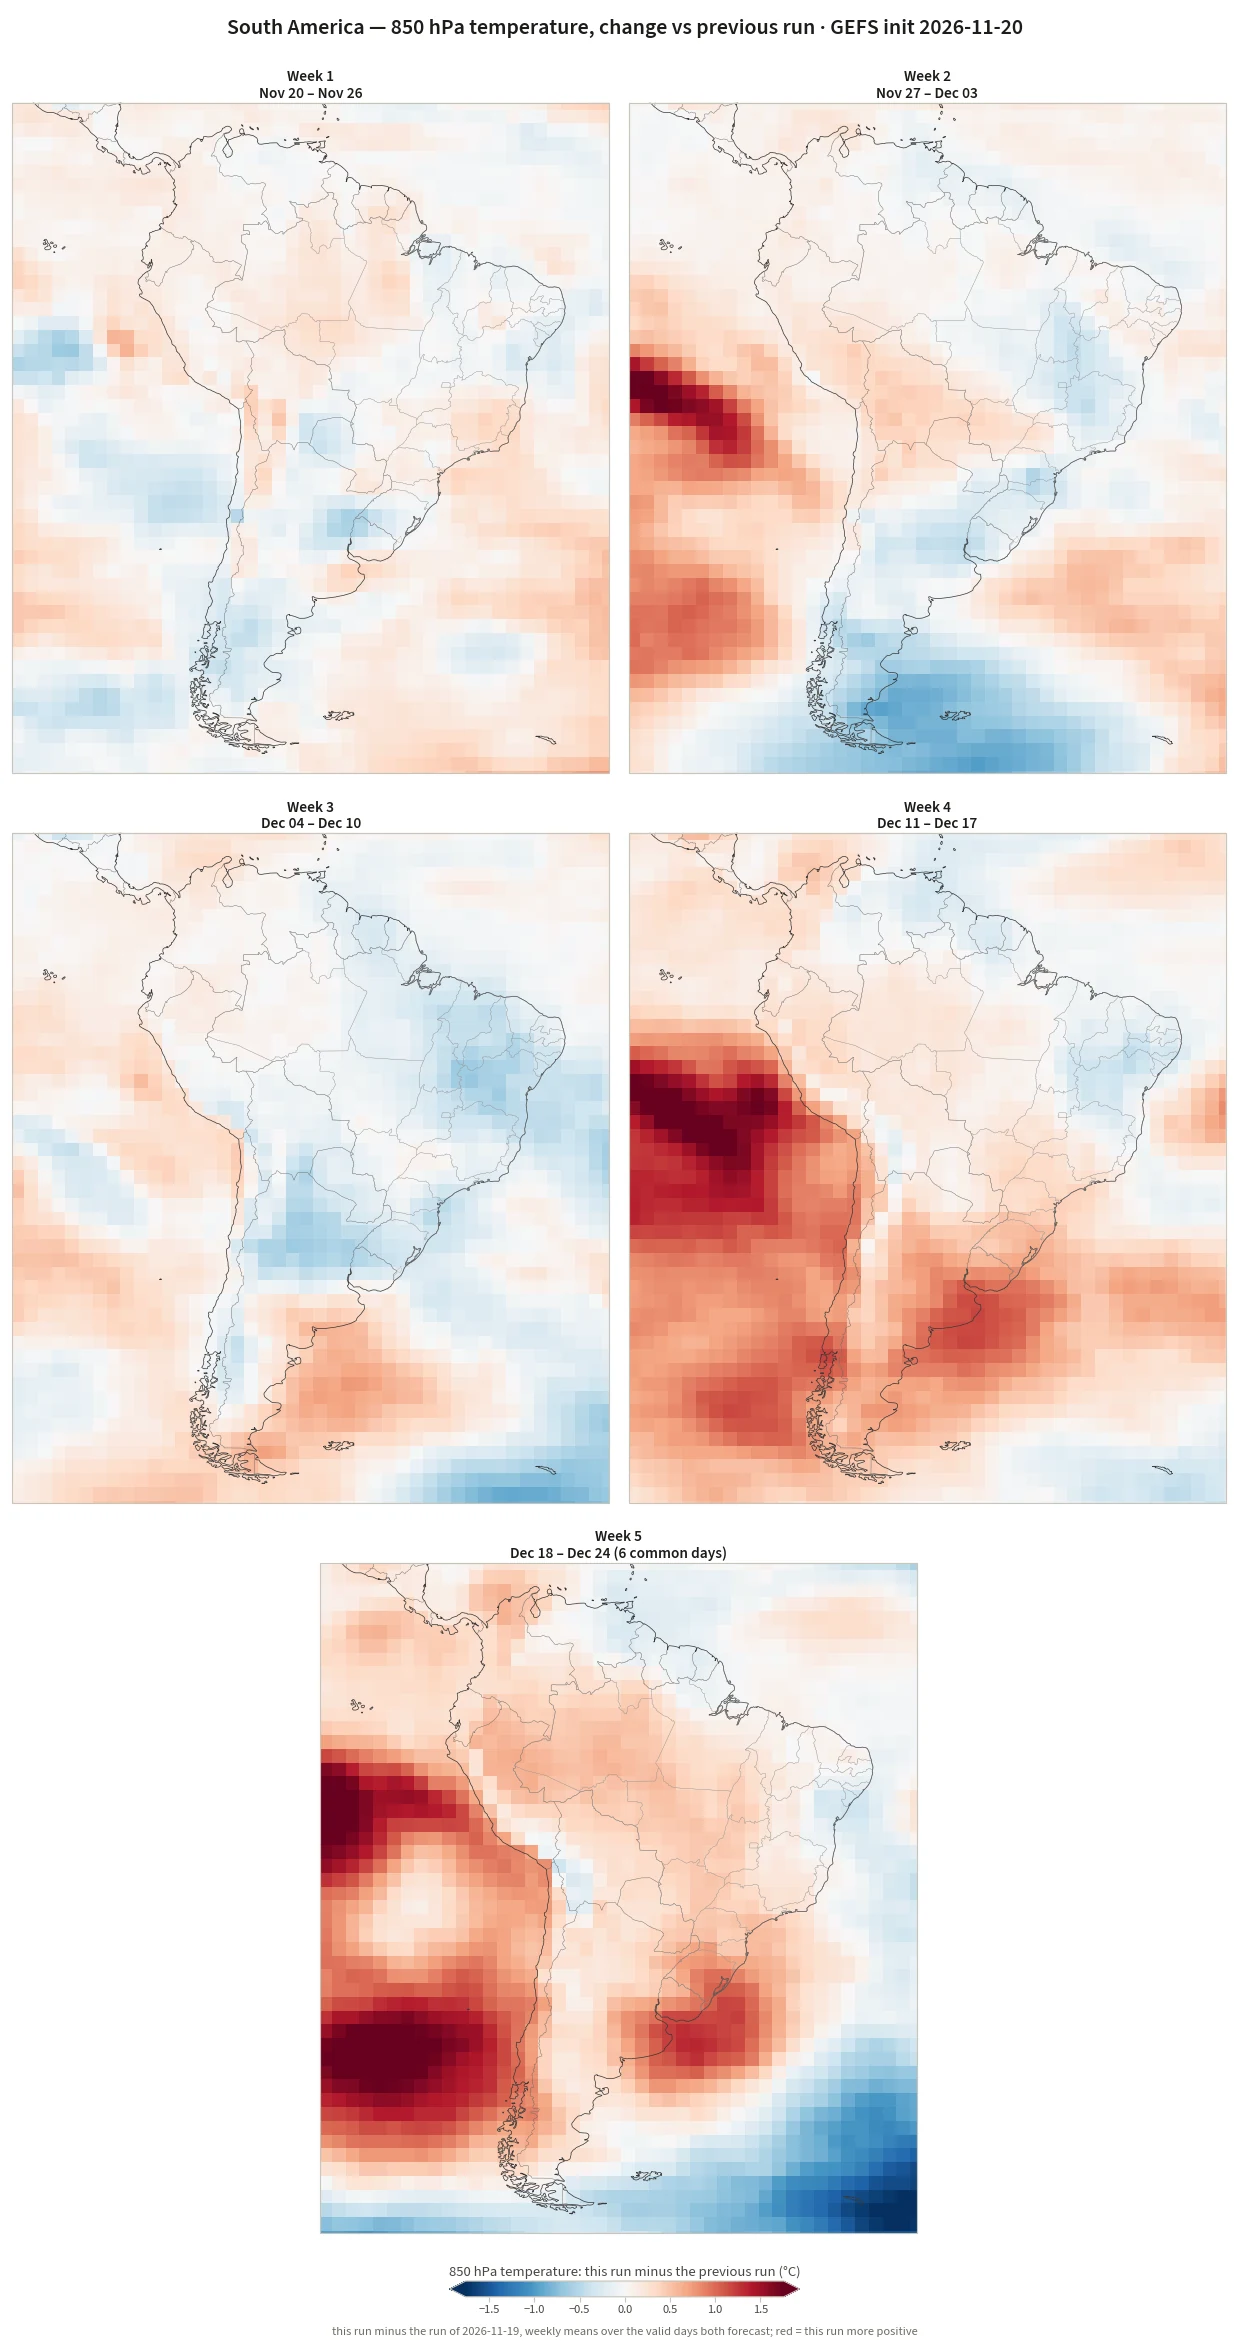 South America — 850 hPa temperature, change vs previous run · GEFS init 2026-11-20
Week 1
Nov 20 – Nov 26
Week 2
Nov 27 – Dec 03
Week 3
Dec 04 – Dec 10
Week 4
Dec 11 – Dec 17
Week 5
Dec 18 – Dec 24 (6 common days)
850 hPa temperature: this run minus the previous run (°C)
−1.5 −1.0 −0.5 0.0 0.5 1.0 1.5
this run minus the run of 2026-11-19, weekly means over the valid days both forecast; red = this run more positive